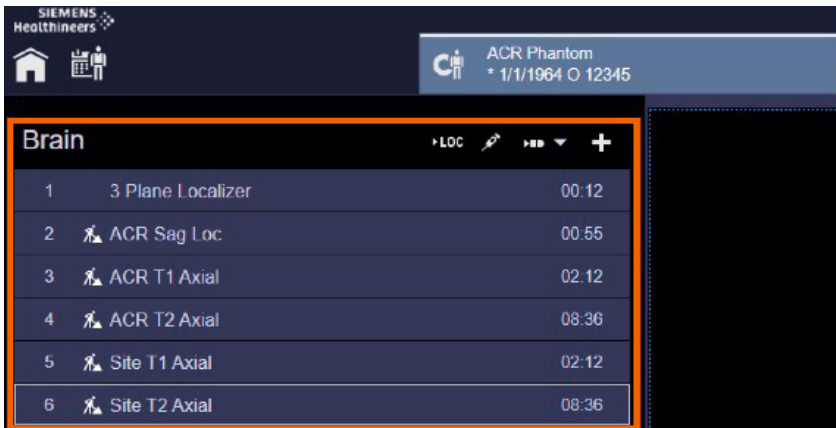 SIEMENS
Healthineers
ACR Phantom
* 1/1/1964 O 12345
Brain
LOC
1 3 Plane Localizer 00:12
2 ACR Sag Loc 00:55
3 ACR T1 Axial 02:12
4 ACR T2 Axial 08:36
5 Site T1 Axial 02:12
6 Site T2 Axial 08:36